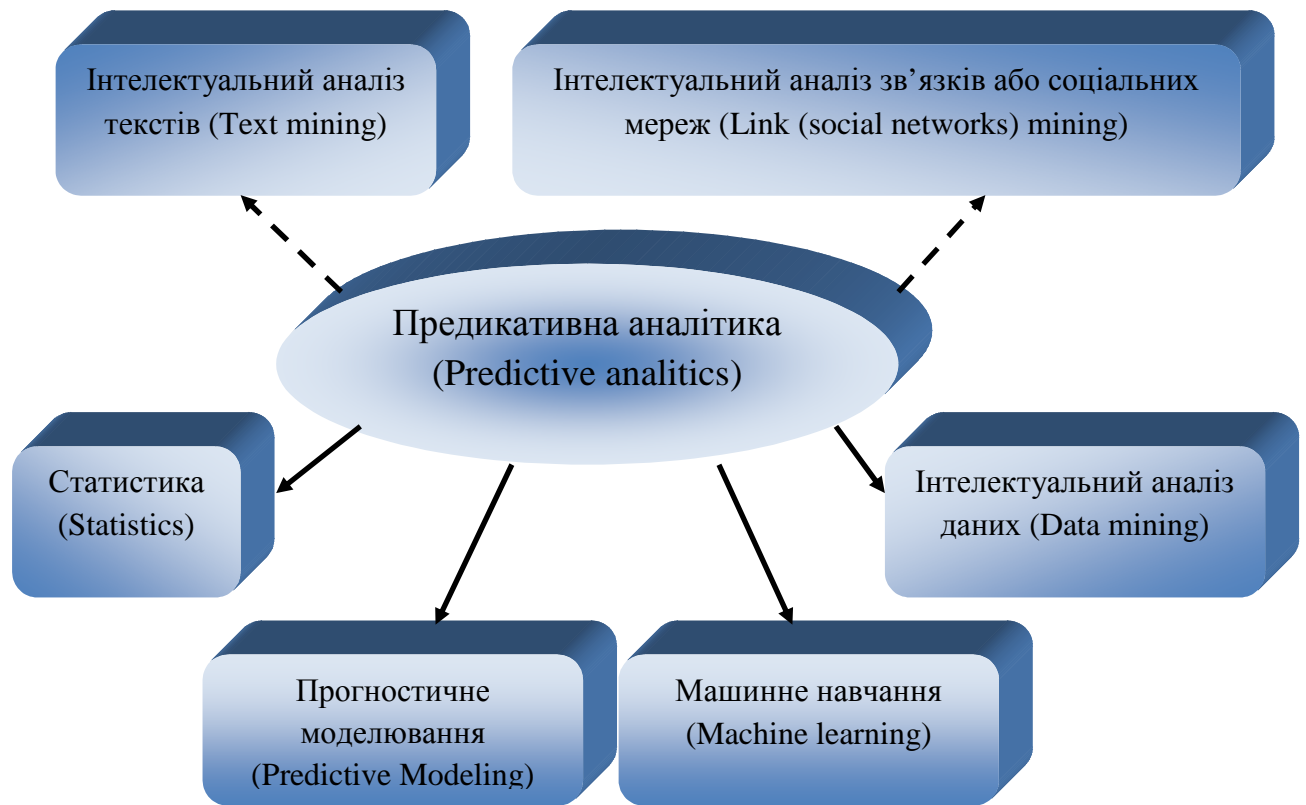 Інтелектуальний аналіз
текстів (Text mining)
Інтелектуальний аналіз зв’язків або соціальних
мереж (Link (social networks) mining)
Предикативна аналітика
(Predictive analitics)
Статистика
(Statistics)
Інтелектуальний аналіз
даних (Data mining)
Прогностичне
моделювання
(Predictive Modeling)
Машинне навчання
(Machine learning)